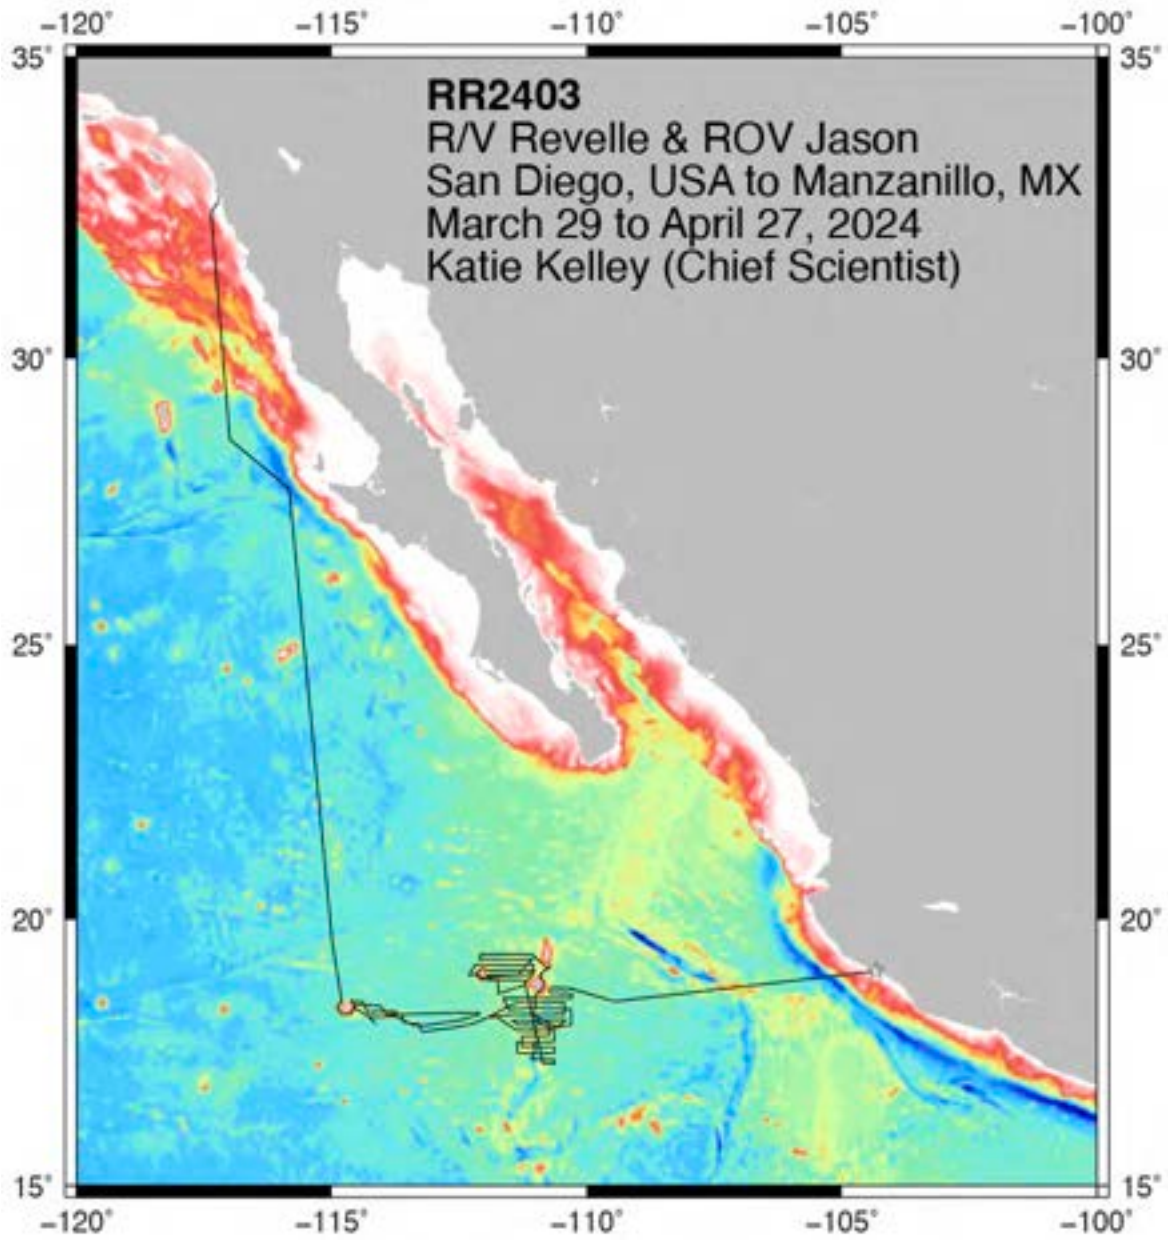 −120° −115° −110° −105° −100°
35° 35°
RR2403
R/V Revelle & ROV Jason
San Diego, USA to Manzanillo, MX
March 29 to April 27, 2024
Katie Kelley (Chief Scientist)
30° 30°
25° 25°
20° 20°
15° 15°
−120° −115° −110° −105° −100°